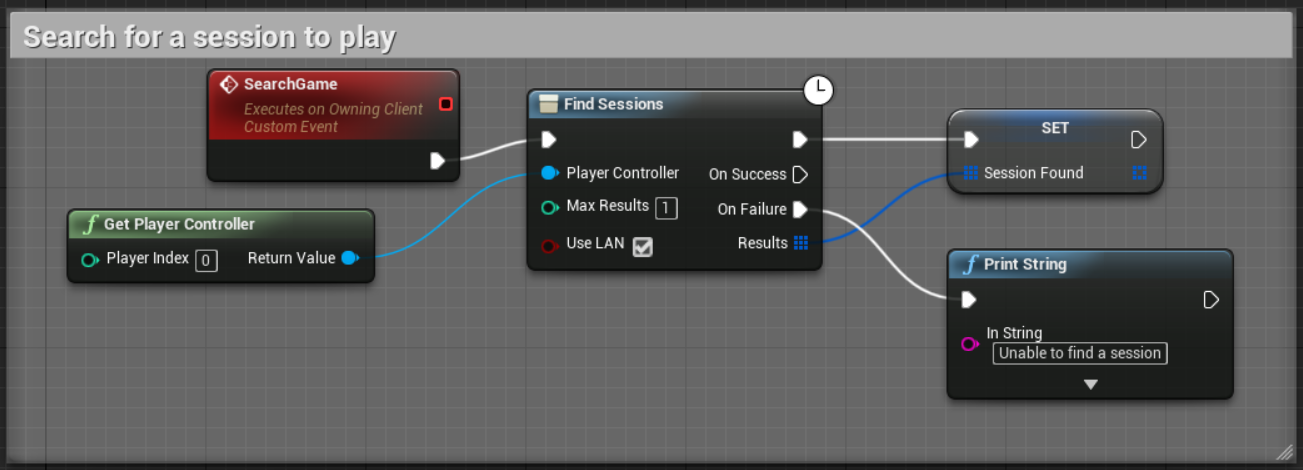 Search for a session to play
SearchGame
Executes on Owning Client
Custom Event
Get Player Controller
Player Index 0
Return Value
Find Sessions
Player Controller
On Success
Max Results 1
On Failure
Use LAN
Results
SET
Session Found
f Print String
In String
Unable to find a session